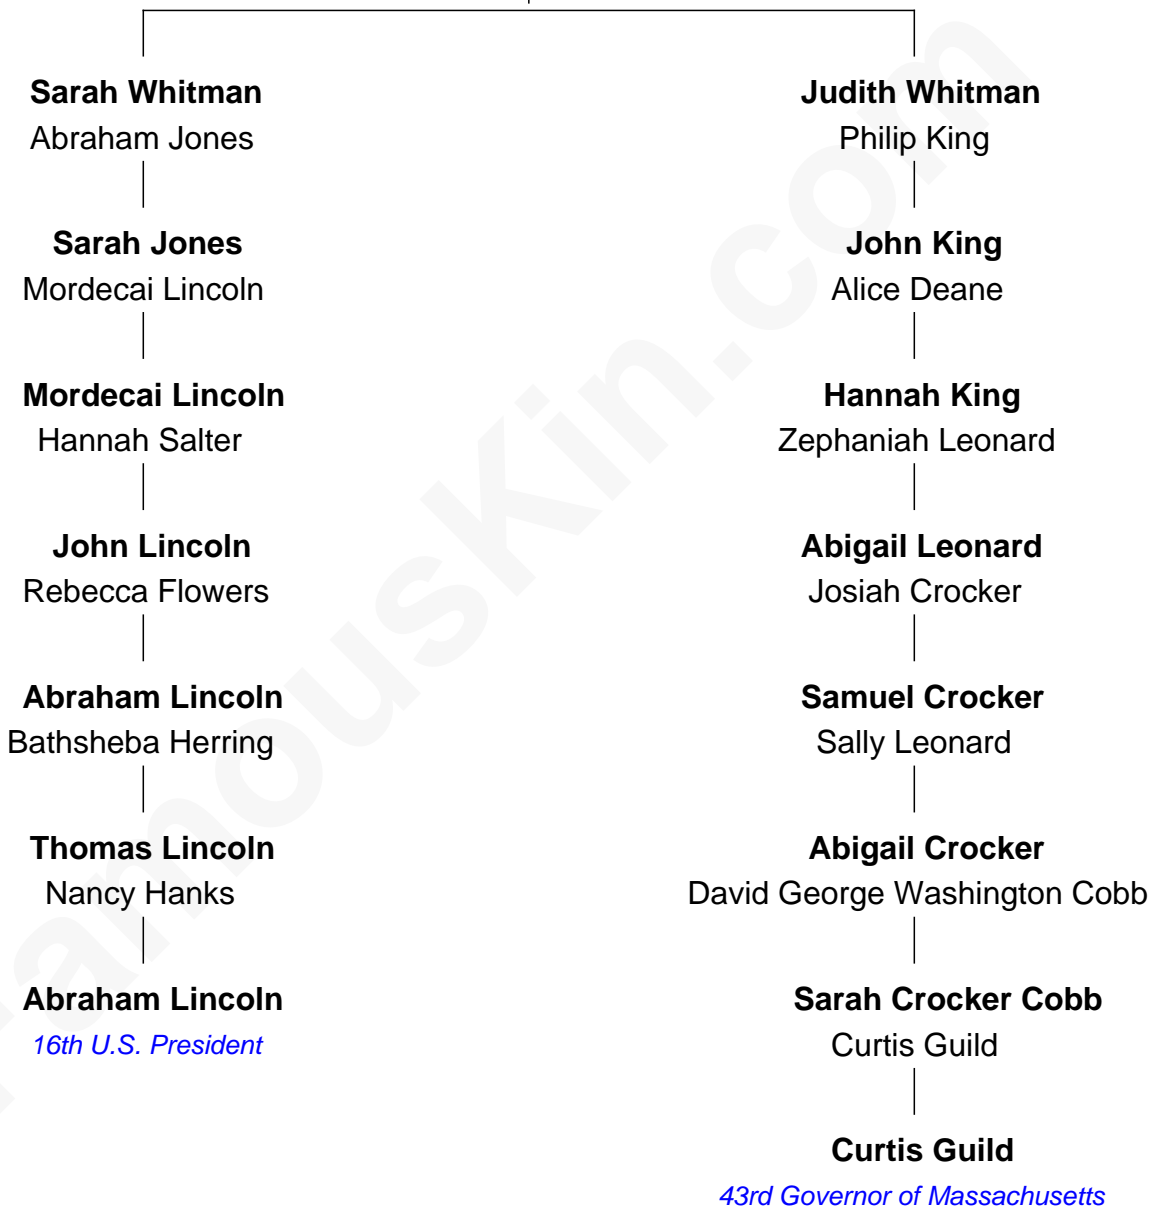 Sarah Whitman
Abraham Jones
Sarah Jones
Mordecai Lincoln
Mordecai Lincoln
Hannah Salter
John Lincoln
Rebecca Flowers
Abraham Lincoln
Bathsheba Herring
Thomas Lincoln
Nancy Hanks
Abraham Lincoln
16th U.S. President
Judith Whitman
Philip King
John King
Alice Deane
Hannah King
Zephaniah Leonard
Abigail Leonard
Josiah Crocker
Samuel Crocker
Sally Leonard
Abigail Crocker
David George Washington Cobb
Sarah Crocker Cobb
Curtis Guild
Curtis Guild
43rd Governor of Massachusetts
FamousKin.com